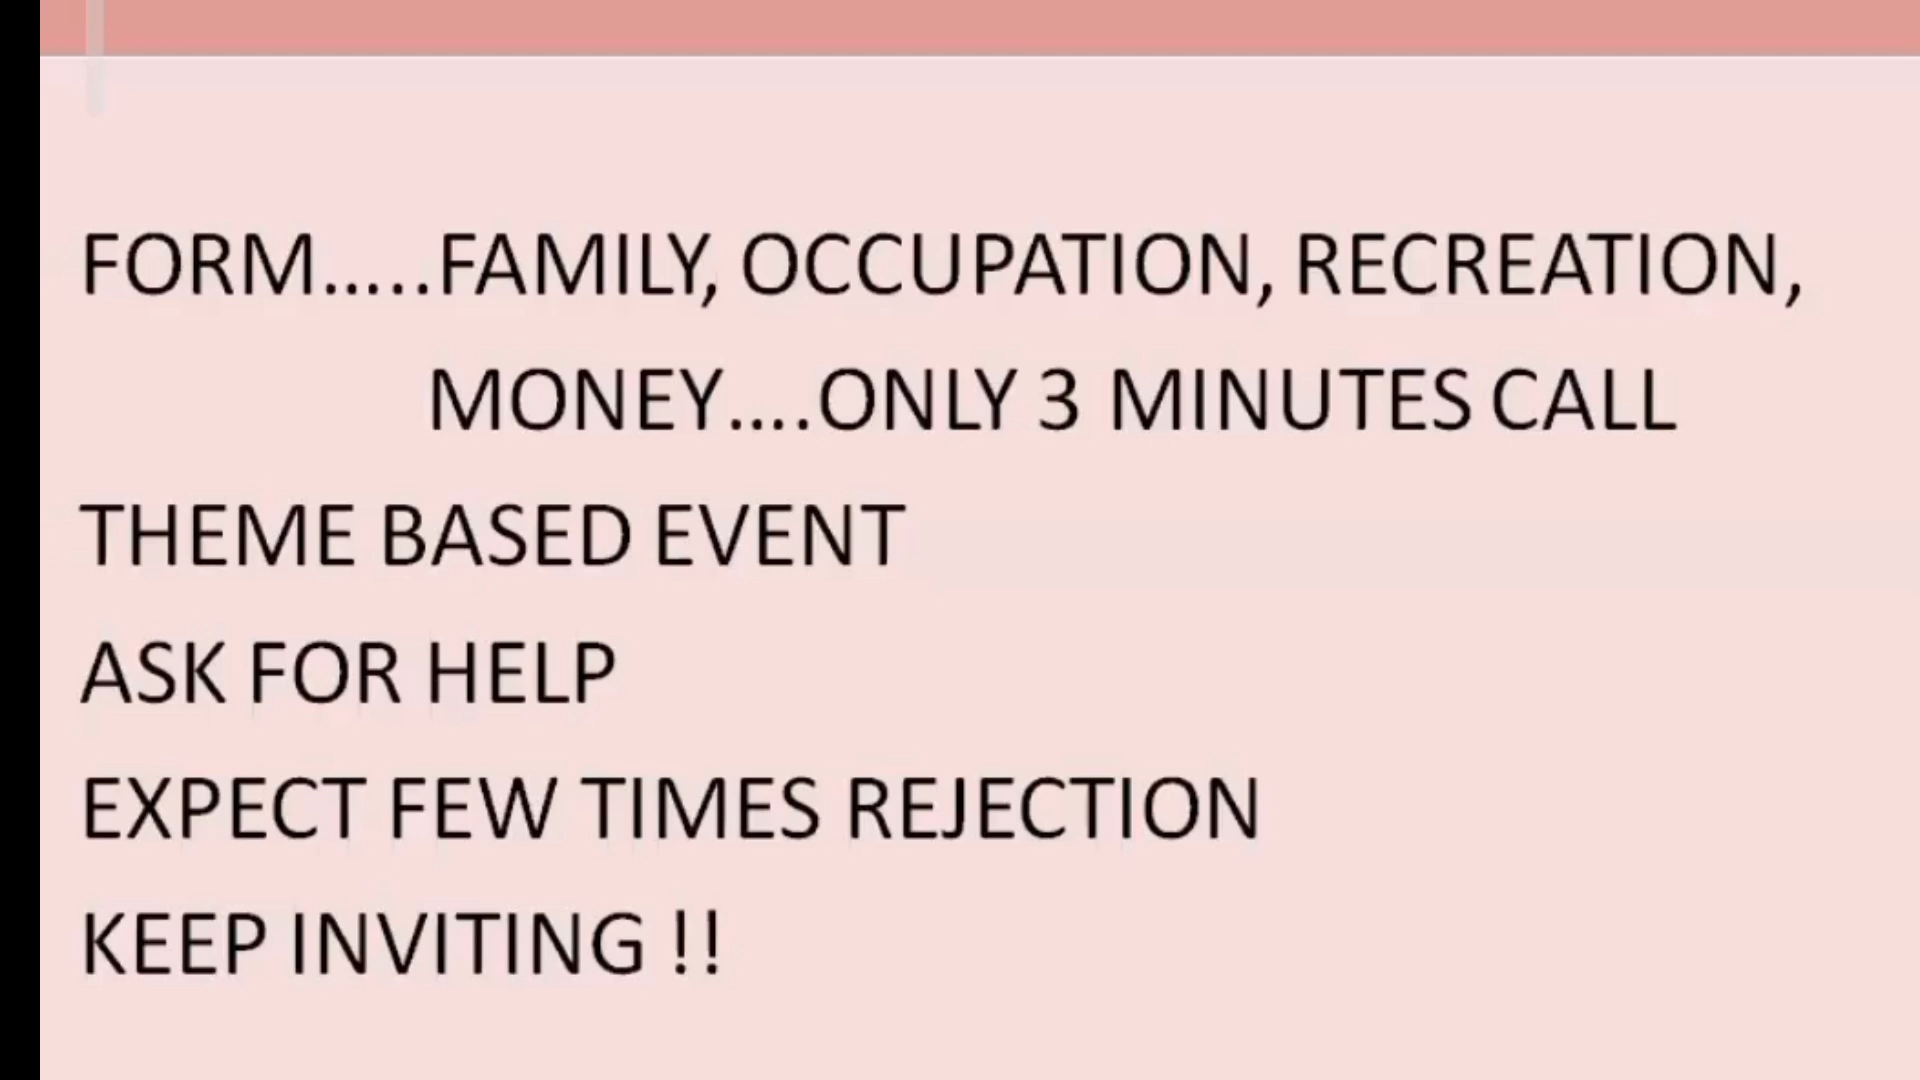 FORM.....FAMILY, OCCUPATION, RECREATION,
MONEY....ONLY 3 MINUTES CALL
THEME BASED EVENT
ASK FOR HELP
EXPECT FEW TIMES REJECTION
KEEP INVITING !!